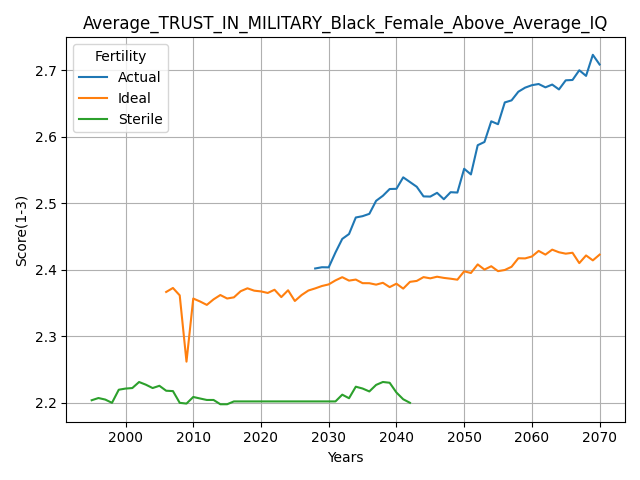 Average_TRUST_IN_MILITARY_Black_Female_Above_Average_IQ
Fertility
Actual
Ideal
Sterile
Score(1-3)
2.7
2.6
2.5
2.4
2.3
2.2
2000 2010 2020 2030 2040 2050 2060 2070
Years